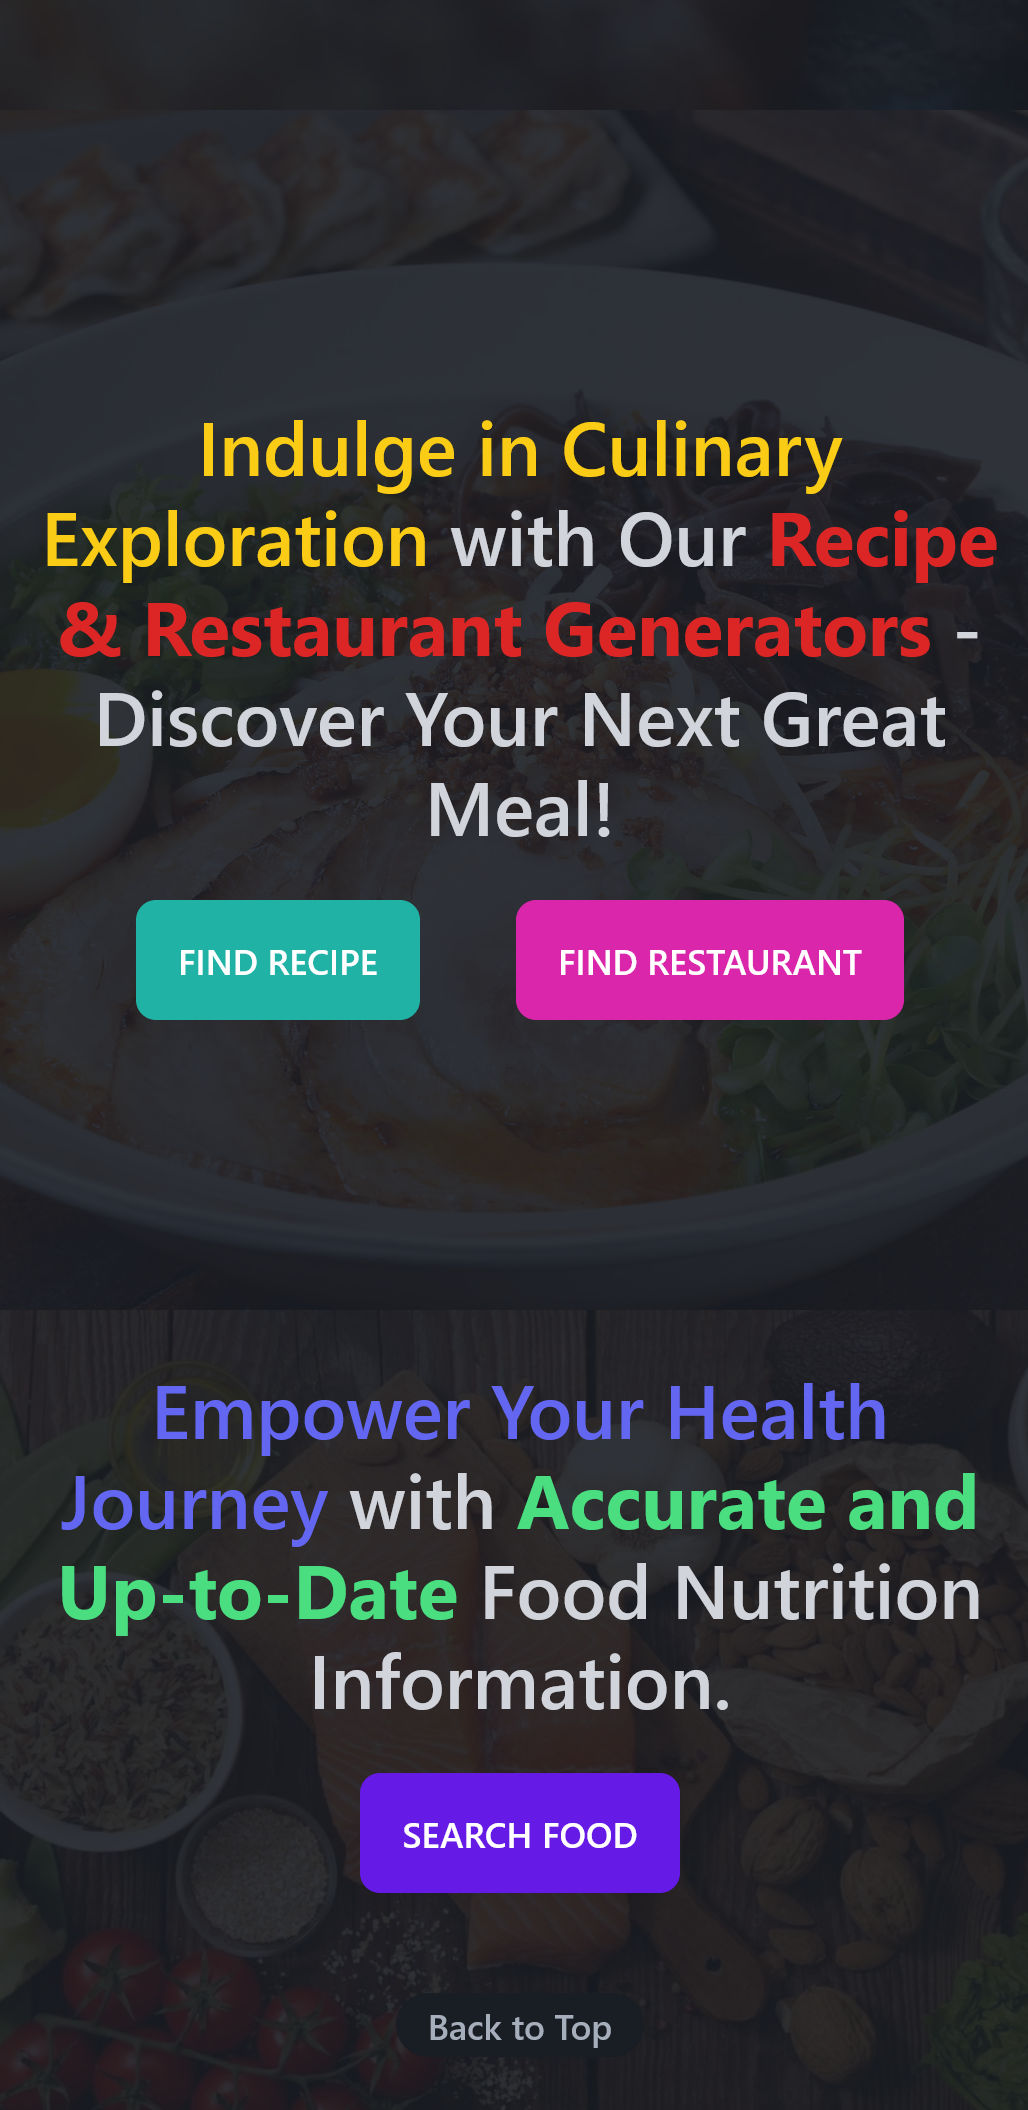 Indulge in Culinary
Exploration with Our Recipe
& Restaurant Generators -
Discover Your Next Great
Meal!
FIND RECIPE
FIND RESTAURANT
Empower Your Health
Journey with Accurate and
Up-to-Date Food Nutrition
Information.
SEARCH FOOD
Back to Top